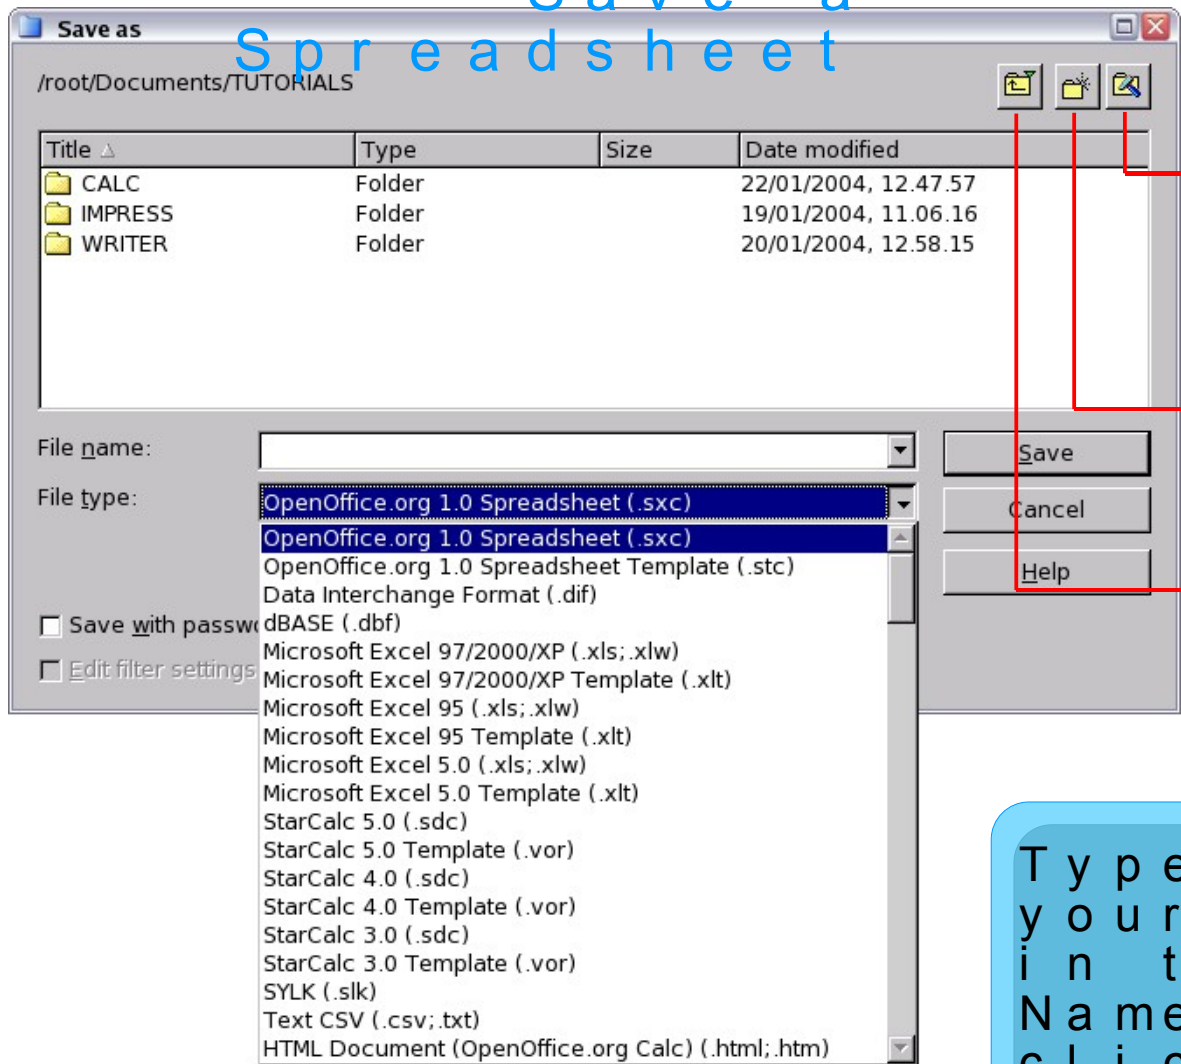 Save a
Spreadsheet
Save as
/root/Documents/TUTORIALS
Title Type Size Date modified
CALC Folder 22/01/2004, 12.47.57
IMPRESS Folder 19/01/2004, 11.06.16
WRITER Folder 20/01/2004, 12.58.15
File name:
Save
File type: OpenOffice.org 1.0 Spreadsheet (.sxc)
Cancel
OpenOffice.org 1.0 Spreadsheet (.sxc)
OpenOffice.org 1.0 Spreadsheet Template (.stc)
Help
Data Interchange Format (.dif)
Save with passwo
dBASE (.dbf)
Microsoft Excel 97/2000/XP (.xls;.xlw)
Edit filter settings
Microsoft Excel 97/2000/XP Template (.xlt)
Microsoft Excel 95 (.xls;.xlw)
Microsoft Excel 95 Template (.xlt)
Microsoft Excel 5.0 (.xls;.xlw)
Microsoft Excel 5.0 Template (.xlt)
StarCalc 5.0 (.sdc)
StarCalc 5.0 Template (.vor)
StarCalc 4.0 (.sdc)
StarCalc 4.0 Template (.vor)
StarCalc 3.0 (.sdc)
StarCalc 3.0 Template (.vor)
SYLK (.slk)
Text CSV (.csv;.txt)
HTML Document (OpenOffice.org Calc) (.html;.htm)
Type
your
in t
Name